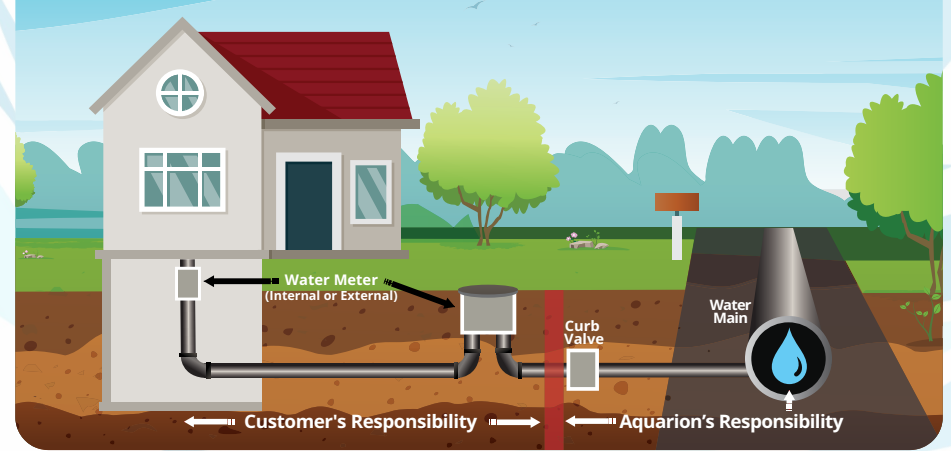 Water Meter
(Internal or External)
Curb
Valve
Water
Main
Customer's Responsibility
Aquarion’s Responsibility